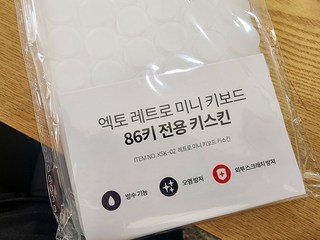 엑토 레트로 미니 키보드
86키 전용 키스킨
ITEM NO. KSK-02 레트로 미니 키보드 키스킨
방수 기능
오염 방지
외부 스크래치 방지